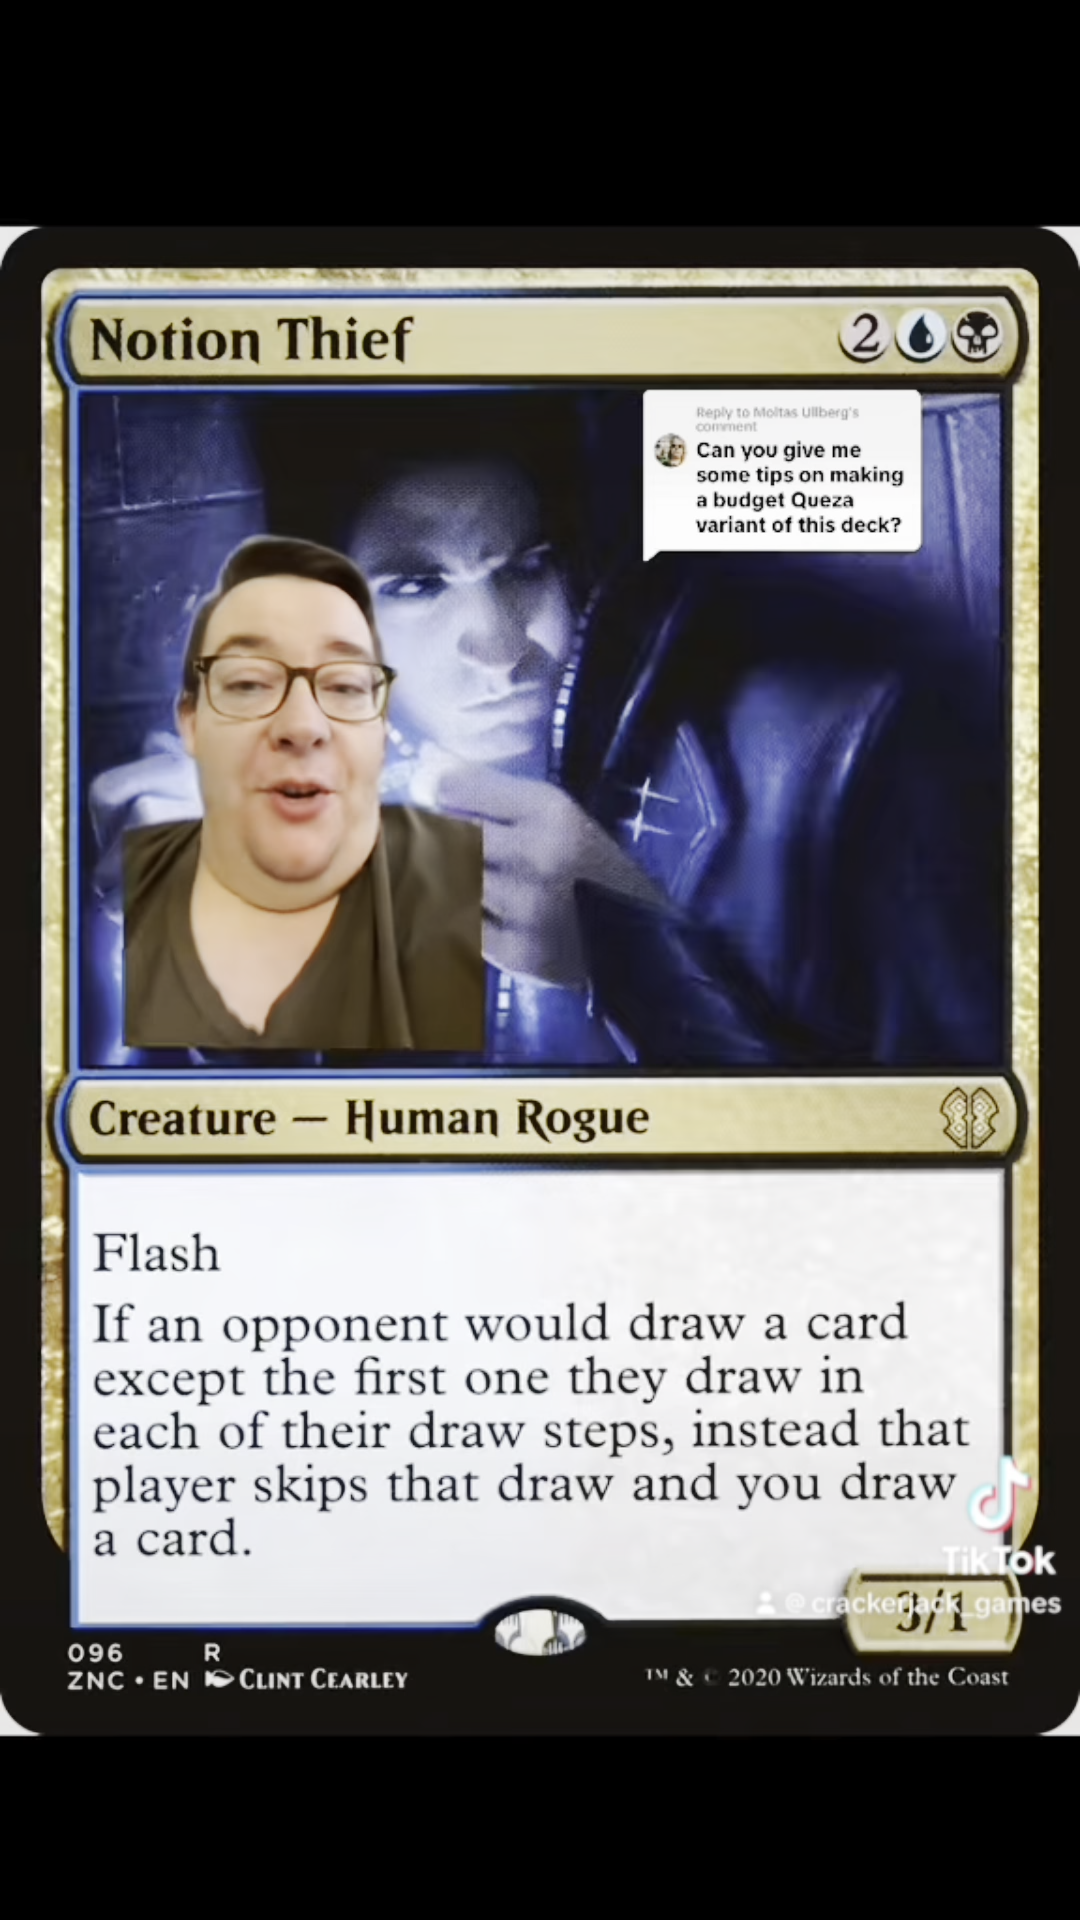 Notion Thief
2
Reply to Moltas Ullberg's
comment
Can you give me
some tips on making
a budget Queza
variant of this deck?
Creature — Human Rogue
Flash
If an opponent would draw a card
except the first one they draw in
each of their draw steps, instead that
player skips that draw and you draw
a card.
TikTok
@crackerjack_games
3/1
096 R
ZNC • EN CLINT CEARLEY
™ & © 2020 Wizards of the Coast